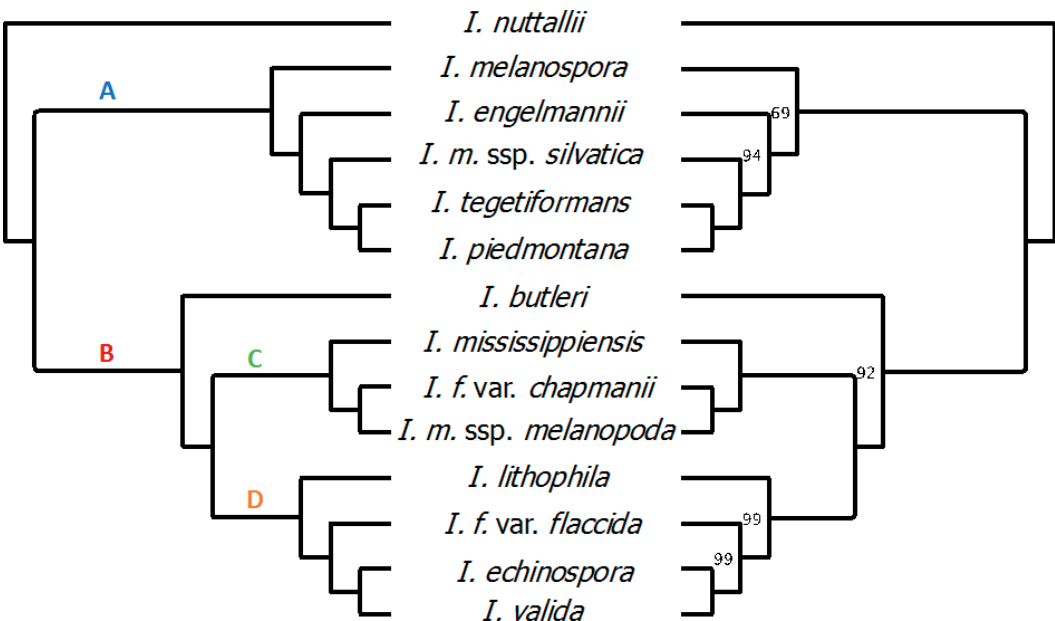 I. nuttallii
I. melanospora
A
I. engelmannii
69
I. m. ssp. silvatica
94
I. tegetiformans
I. piedmontana
I. butleri
I. mississippiensis
B
C
I. f. var. chapmanii
92
I. m. ssp. melanopoda
I. lithophila
D
I. f. var. flaccida
99
I. echinospora
99
I. valida